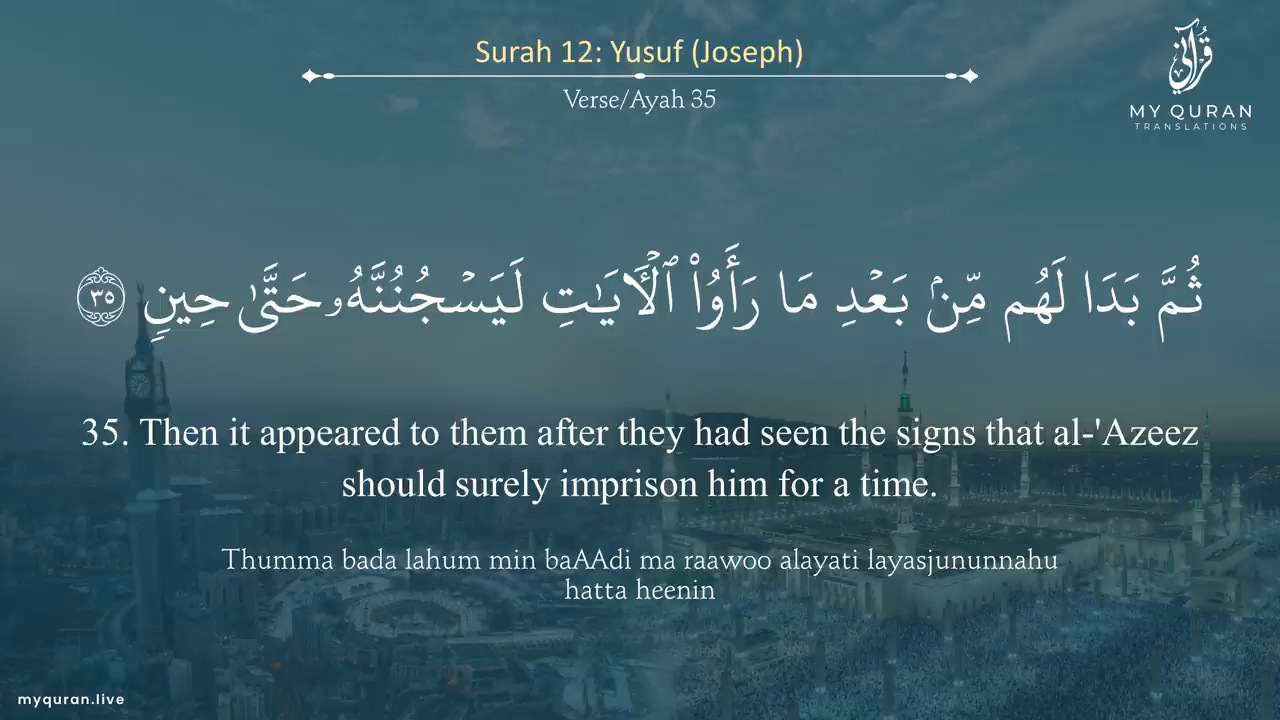 Surah 12: Yusuf (Joseph)
Verse/Ayah 35
قرآني
MY QURAN
TRANSLATIONS
ثُمَّ بَدَا لَهُم مِّنۢ بَعْدِ مَا رَأَوُا۟ ٱلْـَٔايَـٰتِ لَيَسْجُنُنَّهُۥ حَتَّىٰ حِينٍ ٣٥
35. Then it appeared to them after they had seen the signs that al-'Azeez
should surely imprison him for a time.
Thumma bada lahum min baAAdi ma raawoo alayati layasjununnahu
hatta heenin
myquran.live